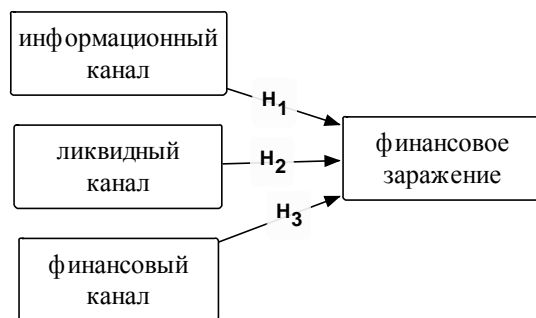 информационный
канал
H1
ликвидный
канал
H2
финансовое
заражение
H3
финансовый
канал